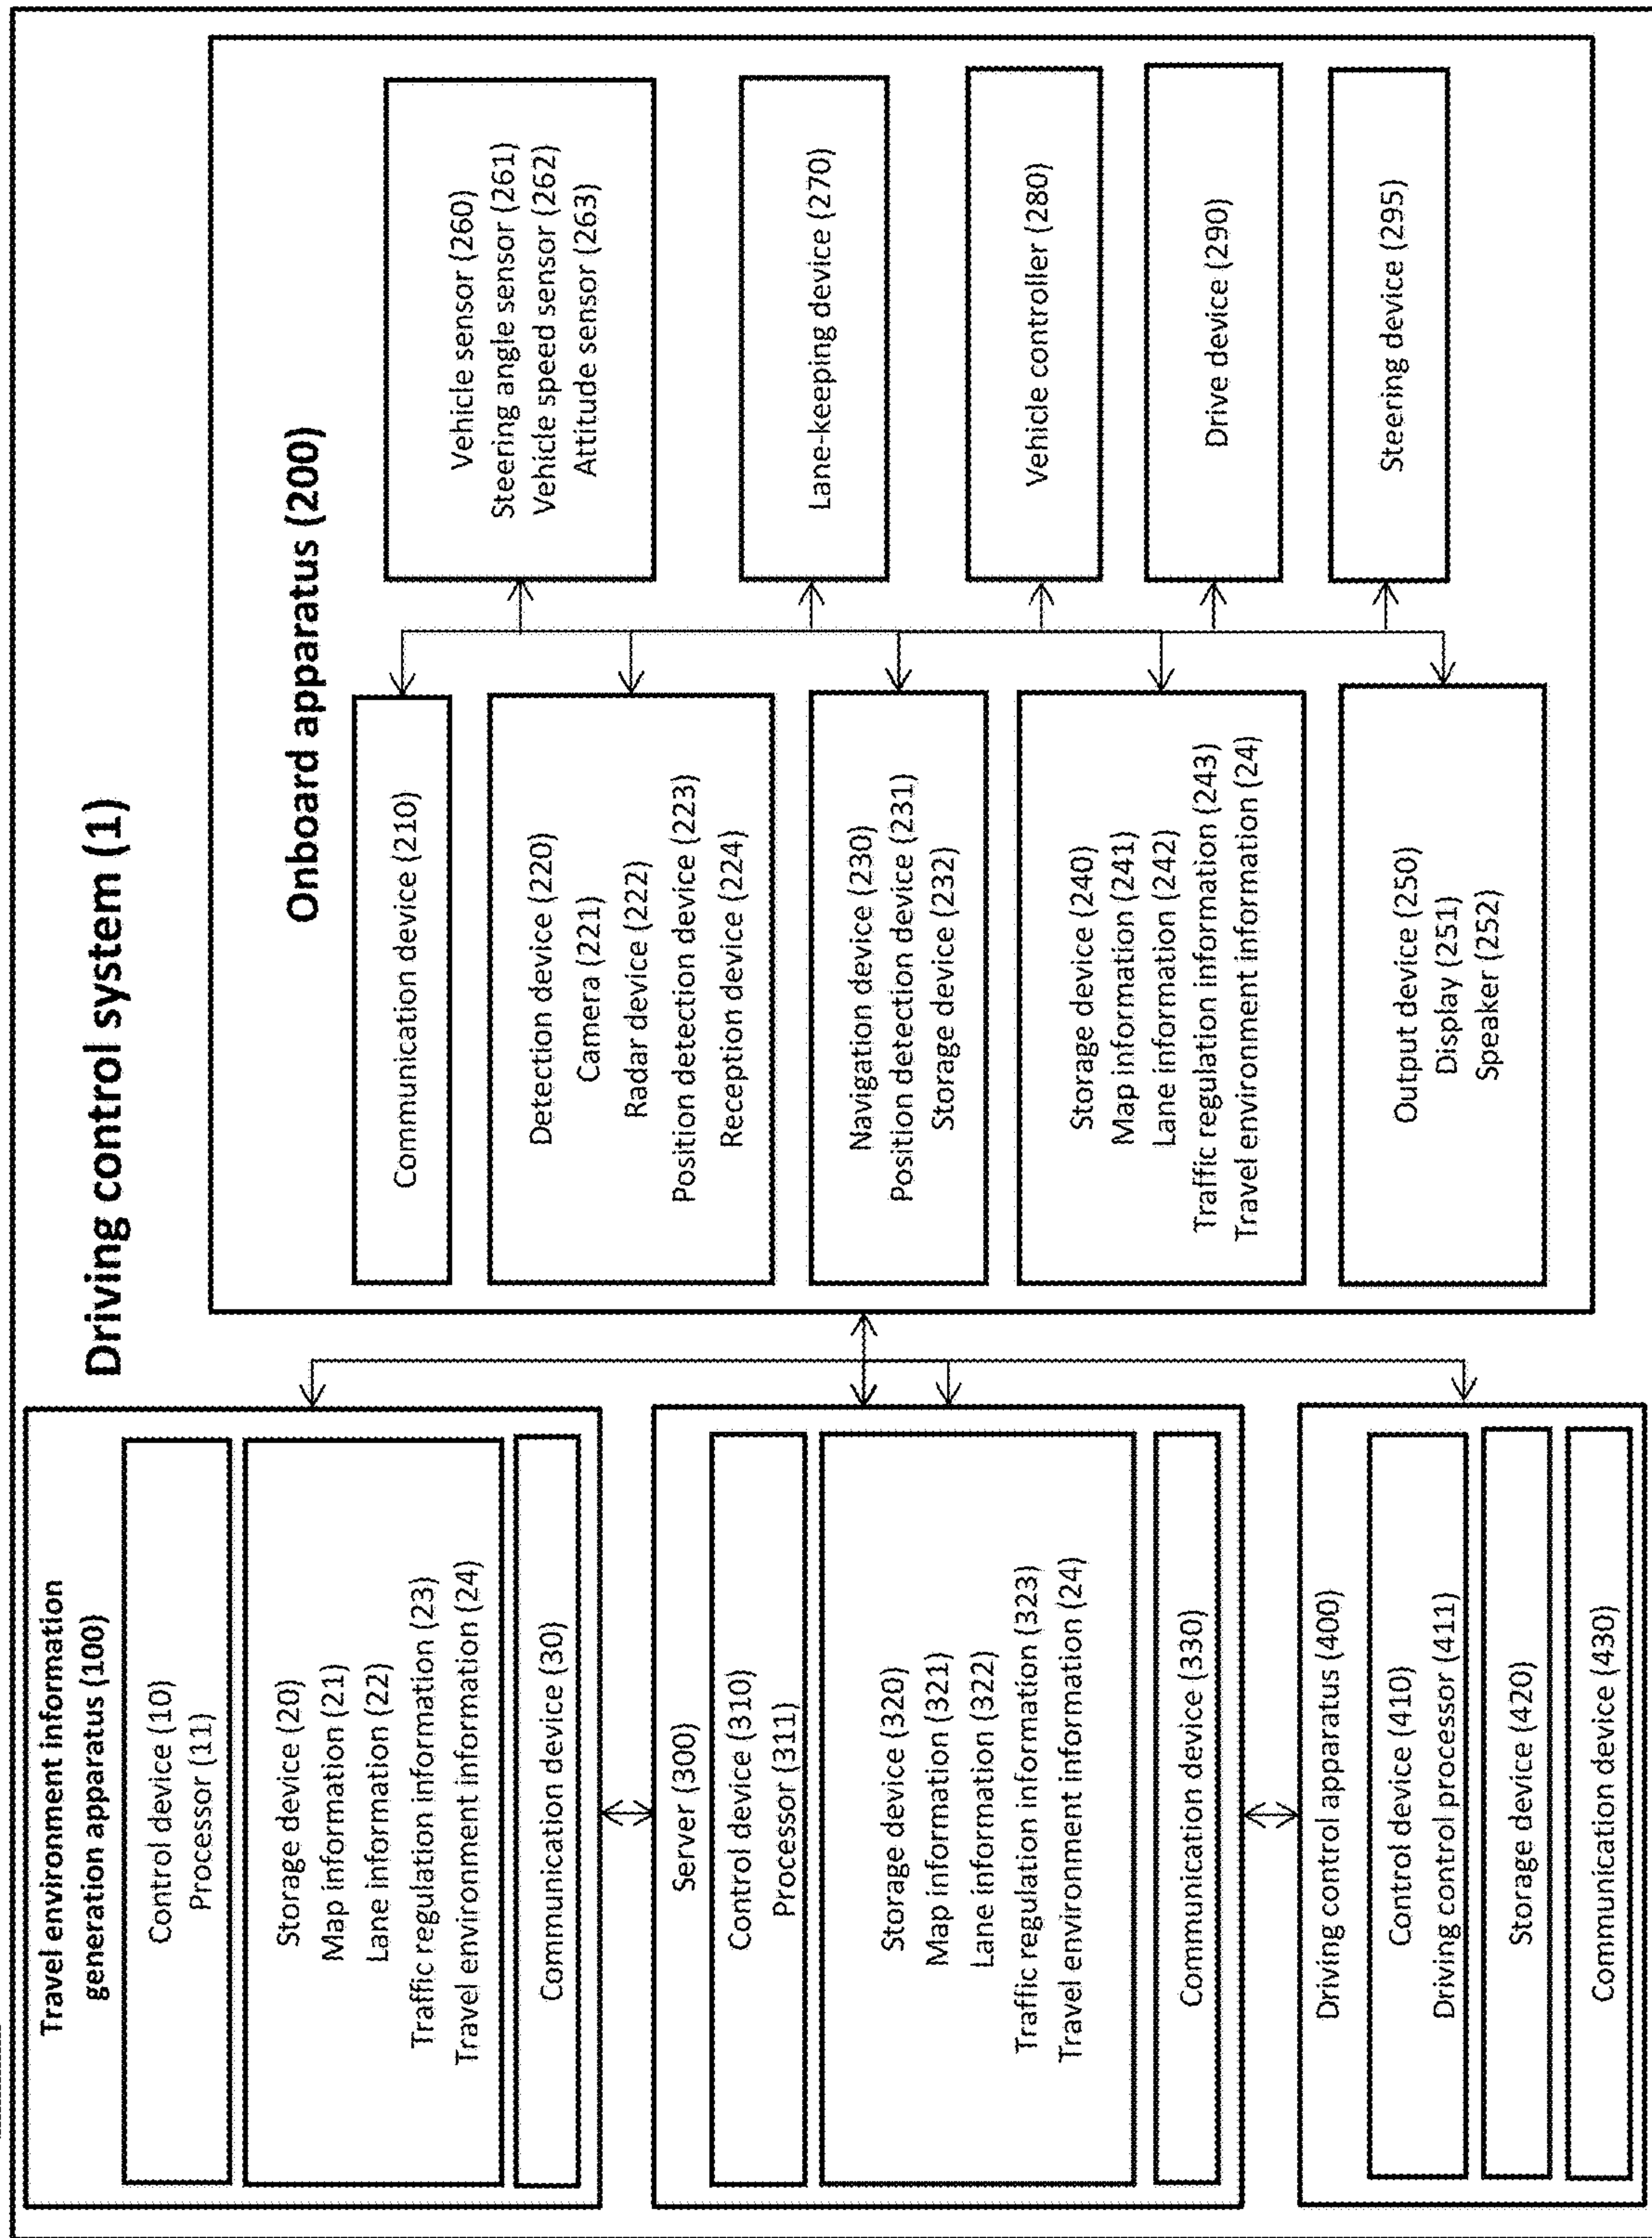 Driving control system (1)
Travel environment information
generation apparatus (100)
Control device (10)
Processor (11)
Storage device (20)
Map information (21)
Lane information (22)
Traffic regulation information (23)
Travel environment information (24)
Communication device (30)
Server (300)
Control device (310)
Processor (311)
Storage device (320)
Map information (321)
Lane information (322)
Traffic regulation information (323)
Travel environment information (24)
Communication device (330)
Driving control apparatus (400)
Control device (410)
Driving control processor (411)
Storage device (420)
Communication device (430)
Onboard apparatus (200)
Communication device (210)
Detection device (220)
Camera (221)
Radar device (222)
Position detection device (223)
Reception device (224)
Navigation device (230)
Position detection device (231)
Storage device (232)
Storage device (240)
Map information (241)
Lane information (242)
Traffic regulation information (243)
Travel environment information (24)
Output device (250)
Display (251)
Speaker (252)
Vehicle sensor (260)
Steering angle sensor (261)
Vehicle speed sensor (262)
Attitude sensor (263)
Lane-keeping device (270)
Vehicle controller (280)
Drive device (290)
Steering device (295)